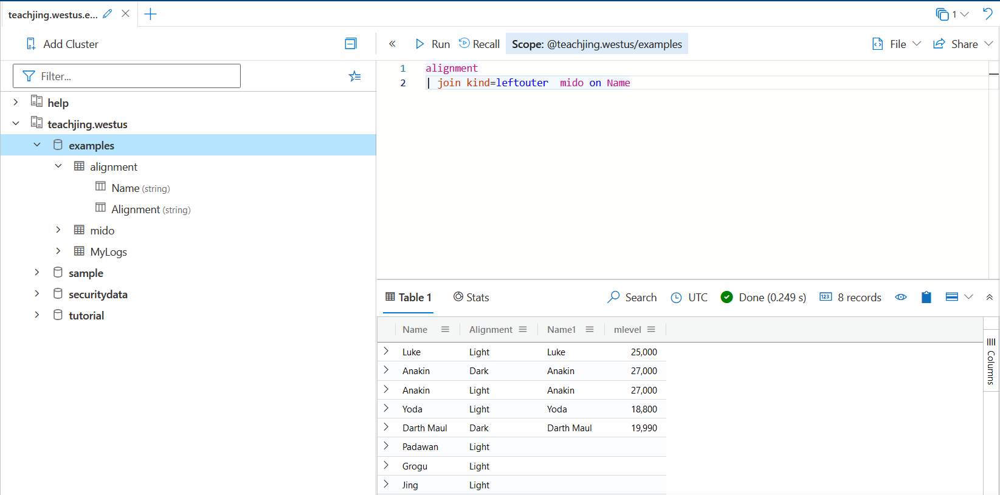 teachjing.westus.e...
1
Add Cluster
Run Recall Scope: @teachjing.westus/examples File Share
Filter...
help
teachjing.westus
examples
alignment
Name (string)
Alignment (string)
mido
MyLogs
sample
securitydata
tutorial
1 alignment
2 | join kind=leftouter  mido on Name
Table 1 Stats Search UTC Done (0.249 s) 123 8 records
Name Alignment Name1 mlevel
Luke Light Luke 25,000
Anakin Dark Anakin 27,000
Anakin Light Anakin 27,000
Yoda Light Yoda 18,800
Darth Maul Dark Darth Maul 19,990
Padawan Light
Grogu Light
Jing Light
Columns